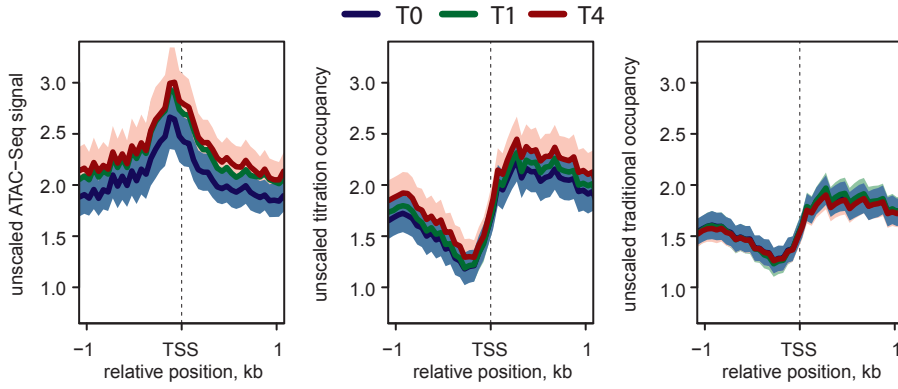 T0 T1 T4
unscaled ATAC−Seq signal
3.0
2.5
2.0
1.5
1.0
−1 TSS 1
relative position, kb
unscaled titration occupancy
3.0
2.5
2.0
1.5
1.0
−1 TSS 1
relative position, kb
unscaled traditional occupancy
3.0
2.5
2.0
1.5
1.0
−1 TSS 1
relative position, kb